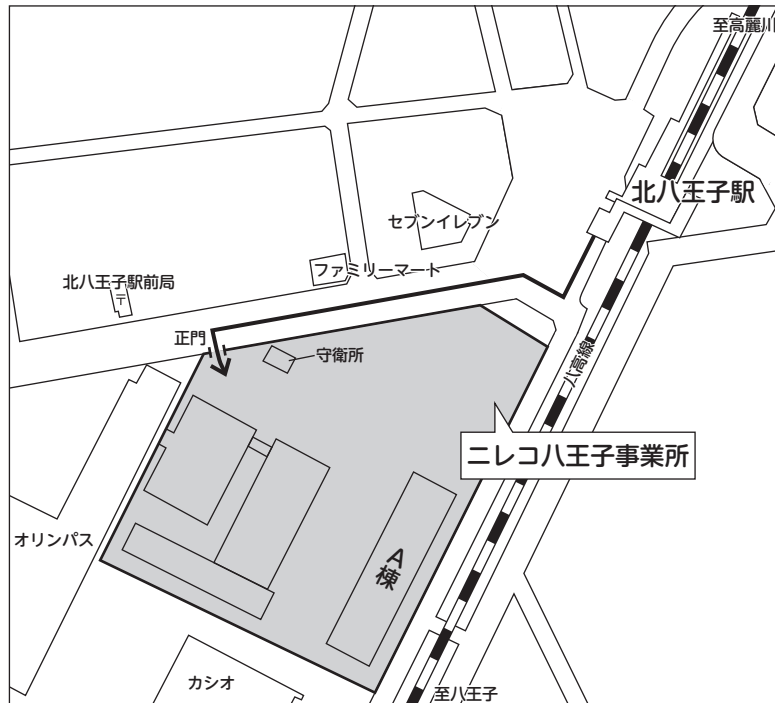 至高麗川
北八王子駅
セブンイレブン
ファミリーマート
北八王子駅前局
〒
正門
守衛所
八高線
ニレコ八王子事業所
オリンパス
A棟
カシオ
至八王子